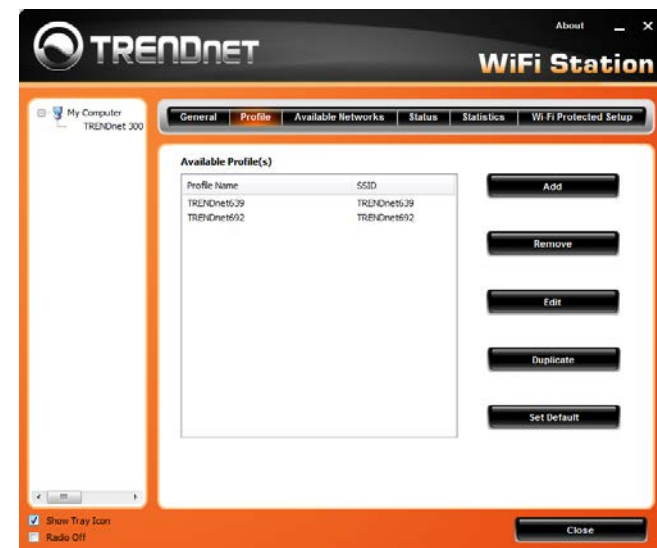 About
TRENDNET
WiFi Station
My Computer
TRENDnet 300
General Profile Available Networks Status Statistics Wi-Fi Protected Setup
Available Profile(s)
Profile Name SSID
TRENDnet639 TRENDnet639
TRENDnet692 TRENDnet692
Add
Remove
Edit
Duplicate
Set Default
Show Tray Icon
Radio Off
Close